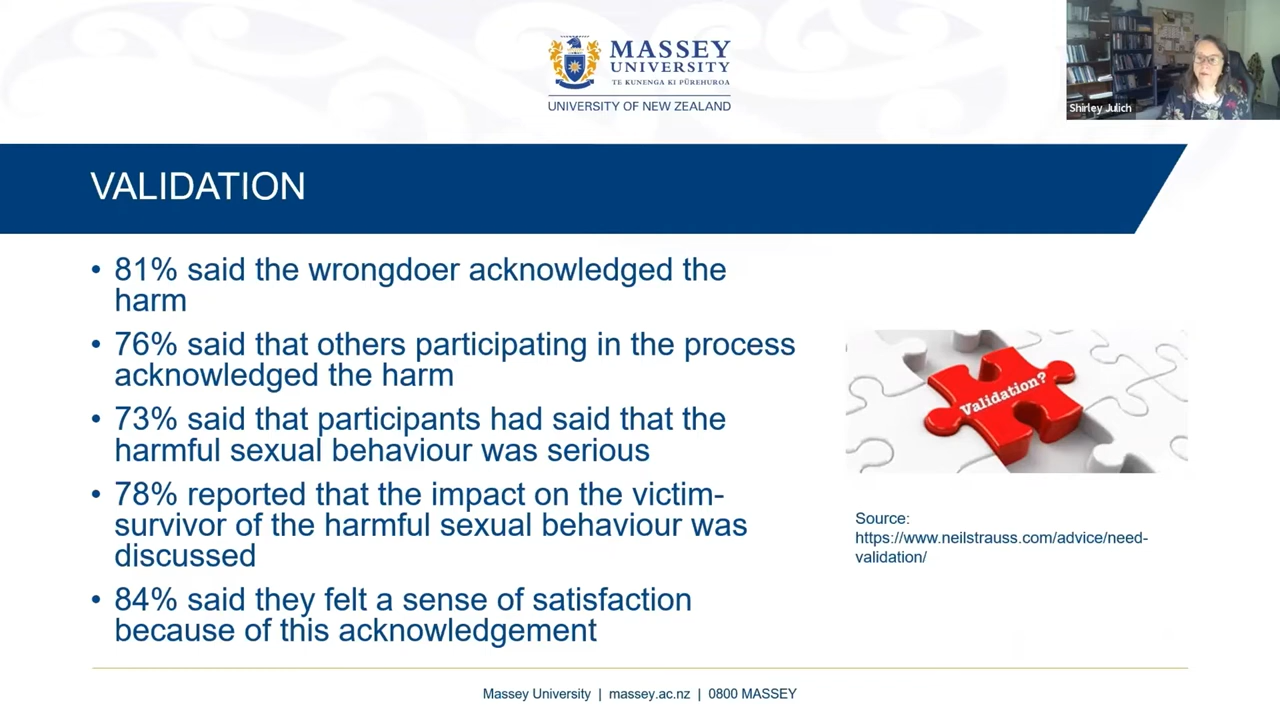 MASSEY
UNIVERSITY
TE KUNENGA KI PŪREHUROA
UNIVERSITY OF NEW ZEALAND
Shirley Julich
VALIDATION
• 81% said the wrongdoer acknowledged the
harm
• 76% said that others participating in the process
acknowledged the harm
• 73% said that participants had said that the
harmful sexual behaviour was serious
• 78% reported that the impact on the victim-
survivor of the harmful sexual behaviour was
discussed
• 84% said they felt a sense of satisfaction
because of this acknowledgement
Validation?
Source:
https://www.neilstrauss.com/advice/need-
validation/
Massey University | massey.ac.nz | 0800 MASSEY